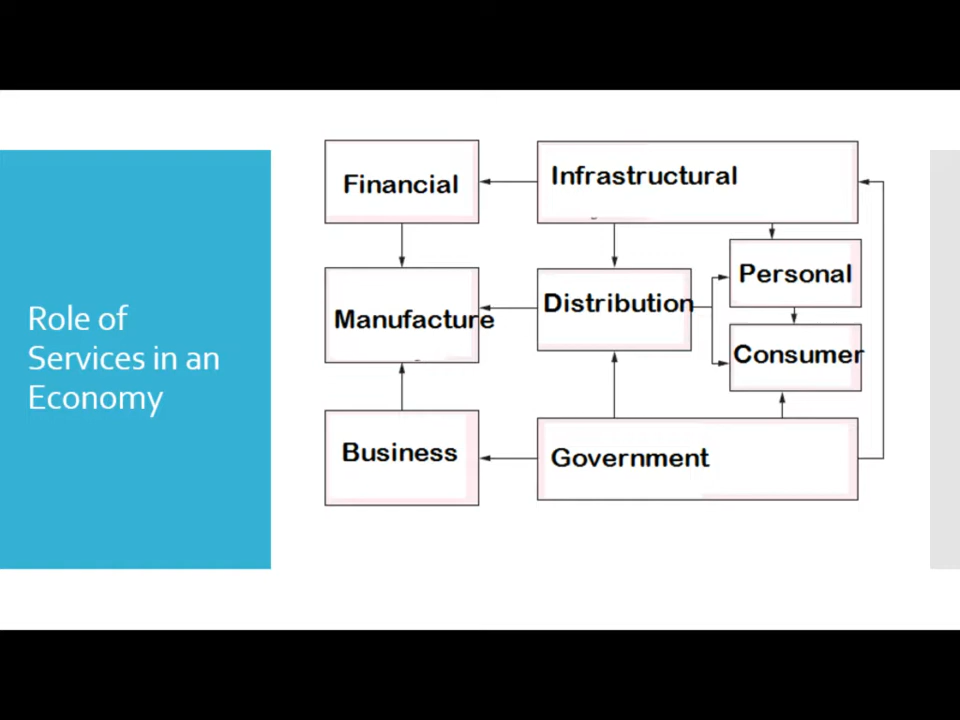 Role of
Services in an
Economy
Financial
Infrastructural
Manufacture
Distribution
Personal
Consumer
Business
Government